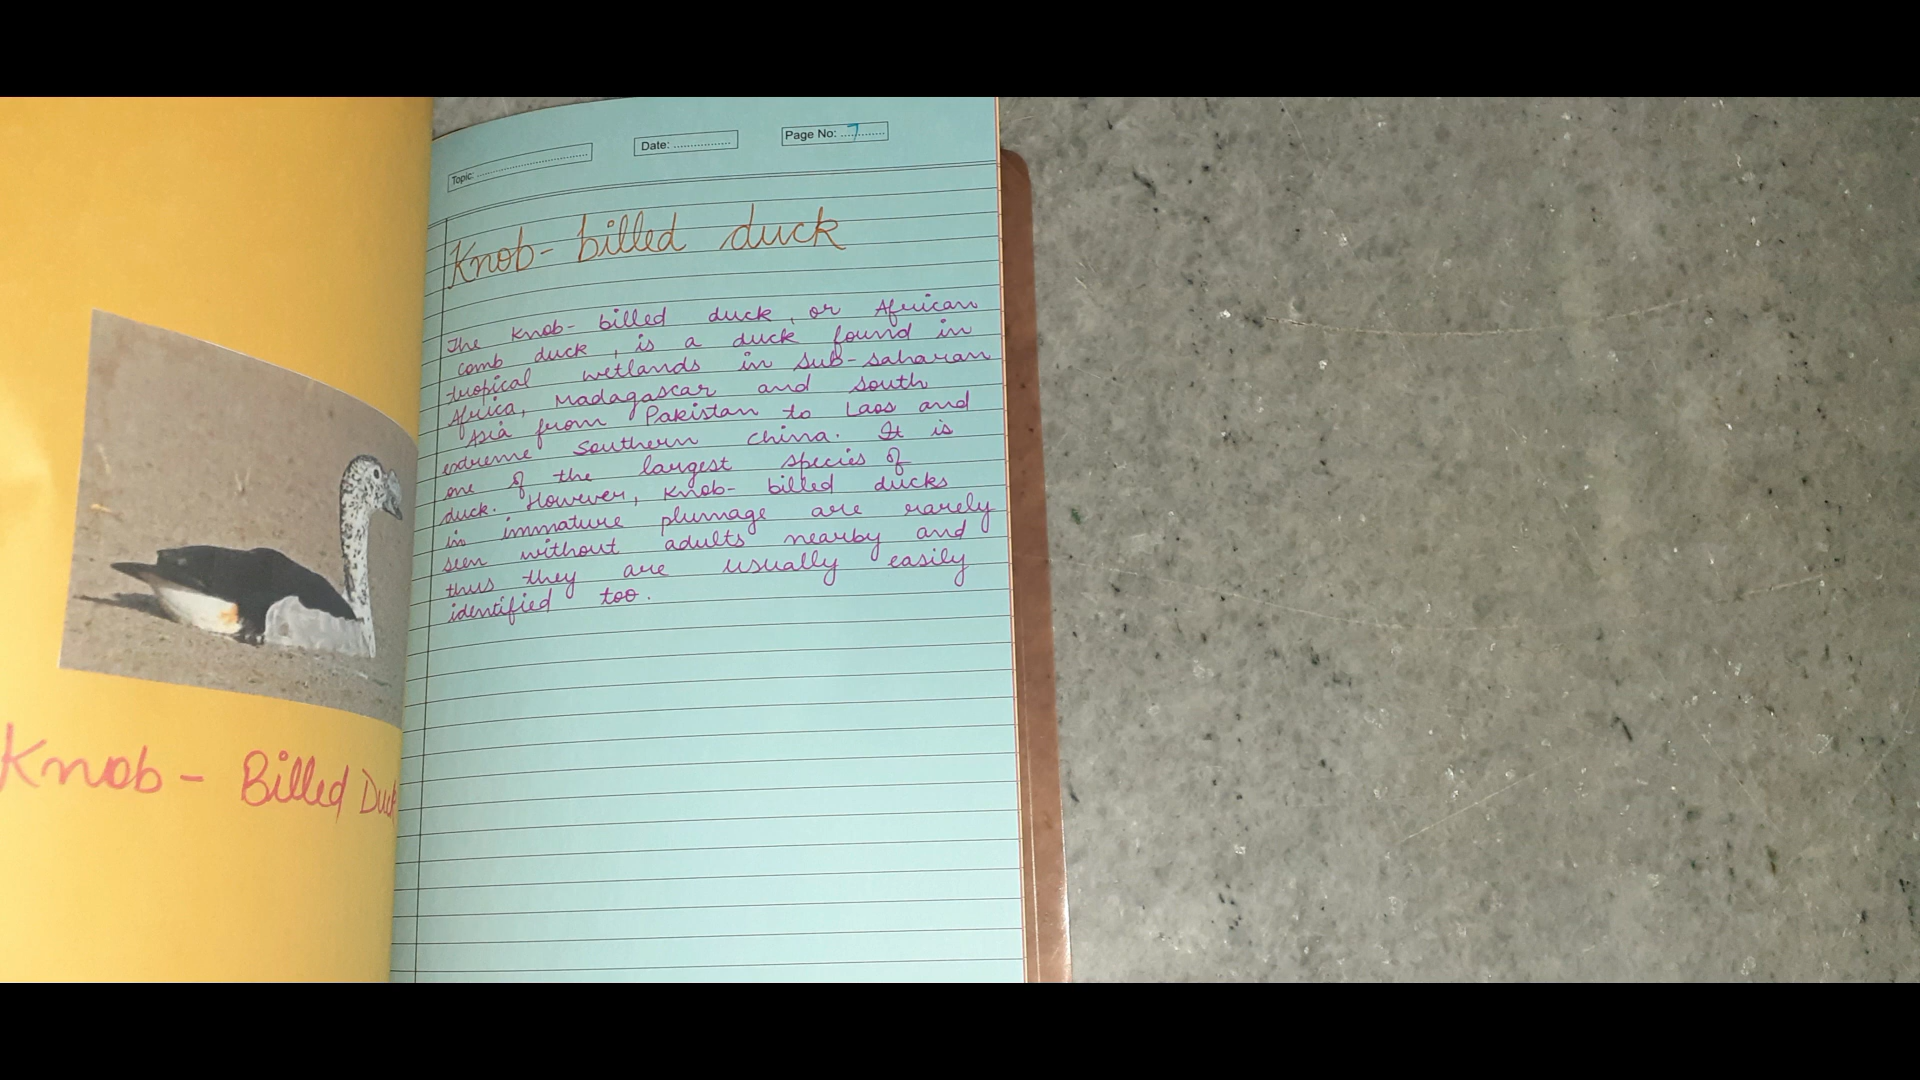 Knob - Billed Duck
Topic: ............
Date: ............
Page No: 7
Knob- billed duck
The Knob- billed duck, or African
comb duck, is a duck found in
tropical wetlands in sub-saharan
Africa, Madagascar and south
Asia from Pakistan to Laos and
extreme southern china. It is
one of the largest species of
duck. However, Knob- billed ducks
in immature plumage are rarely
seen without adults nearby and
thus they are usually easily
identified too.